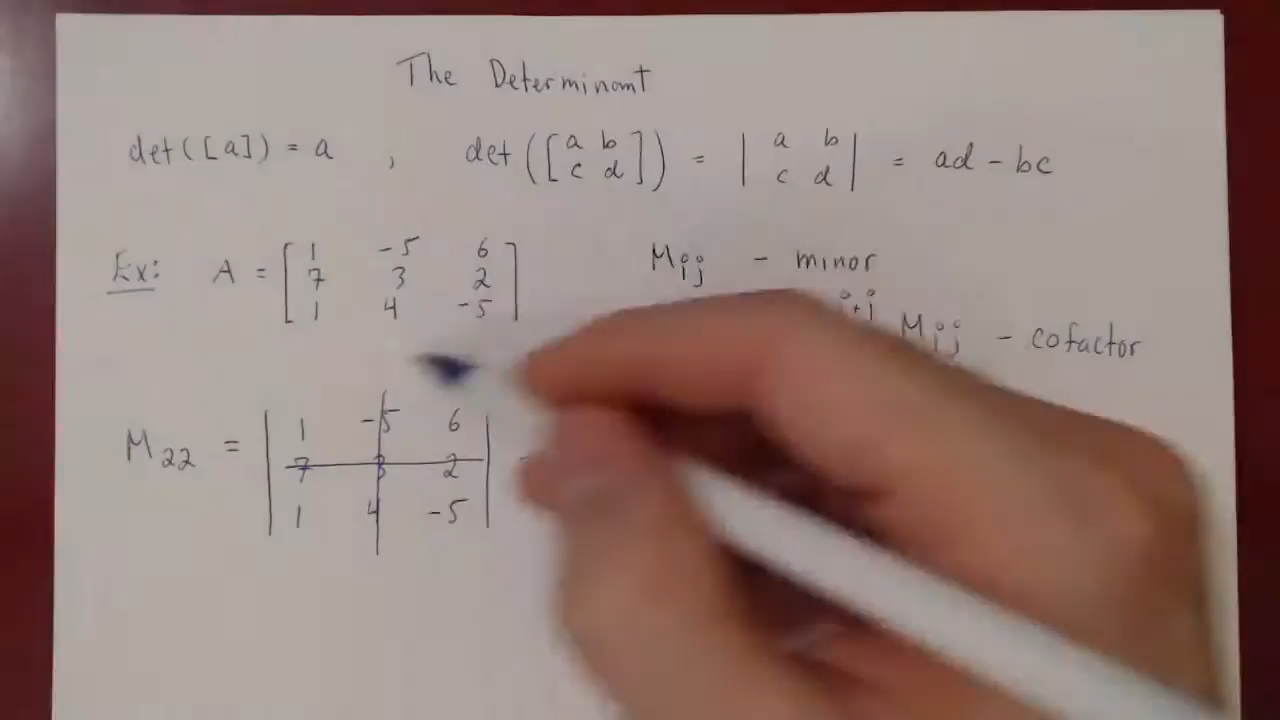 The Determinant
det([a]) = a , det([a b
c d]) = |a b
c d| = ad - bc
Ex: A = [1 -5 6
7 3 2
1 4 -5]
Mij - minor
i+j Mij - cofactor
M22 = |1 -5 6
7 3 2
1 4 -5|